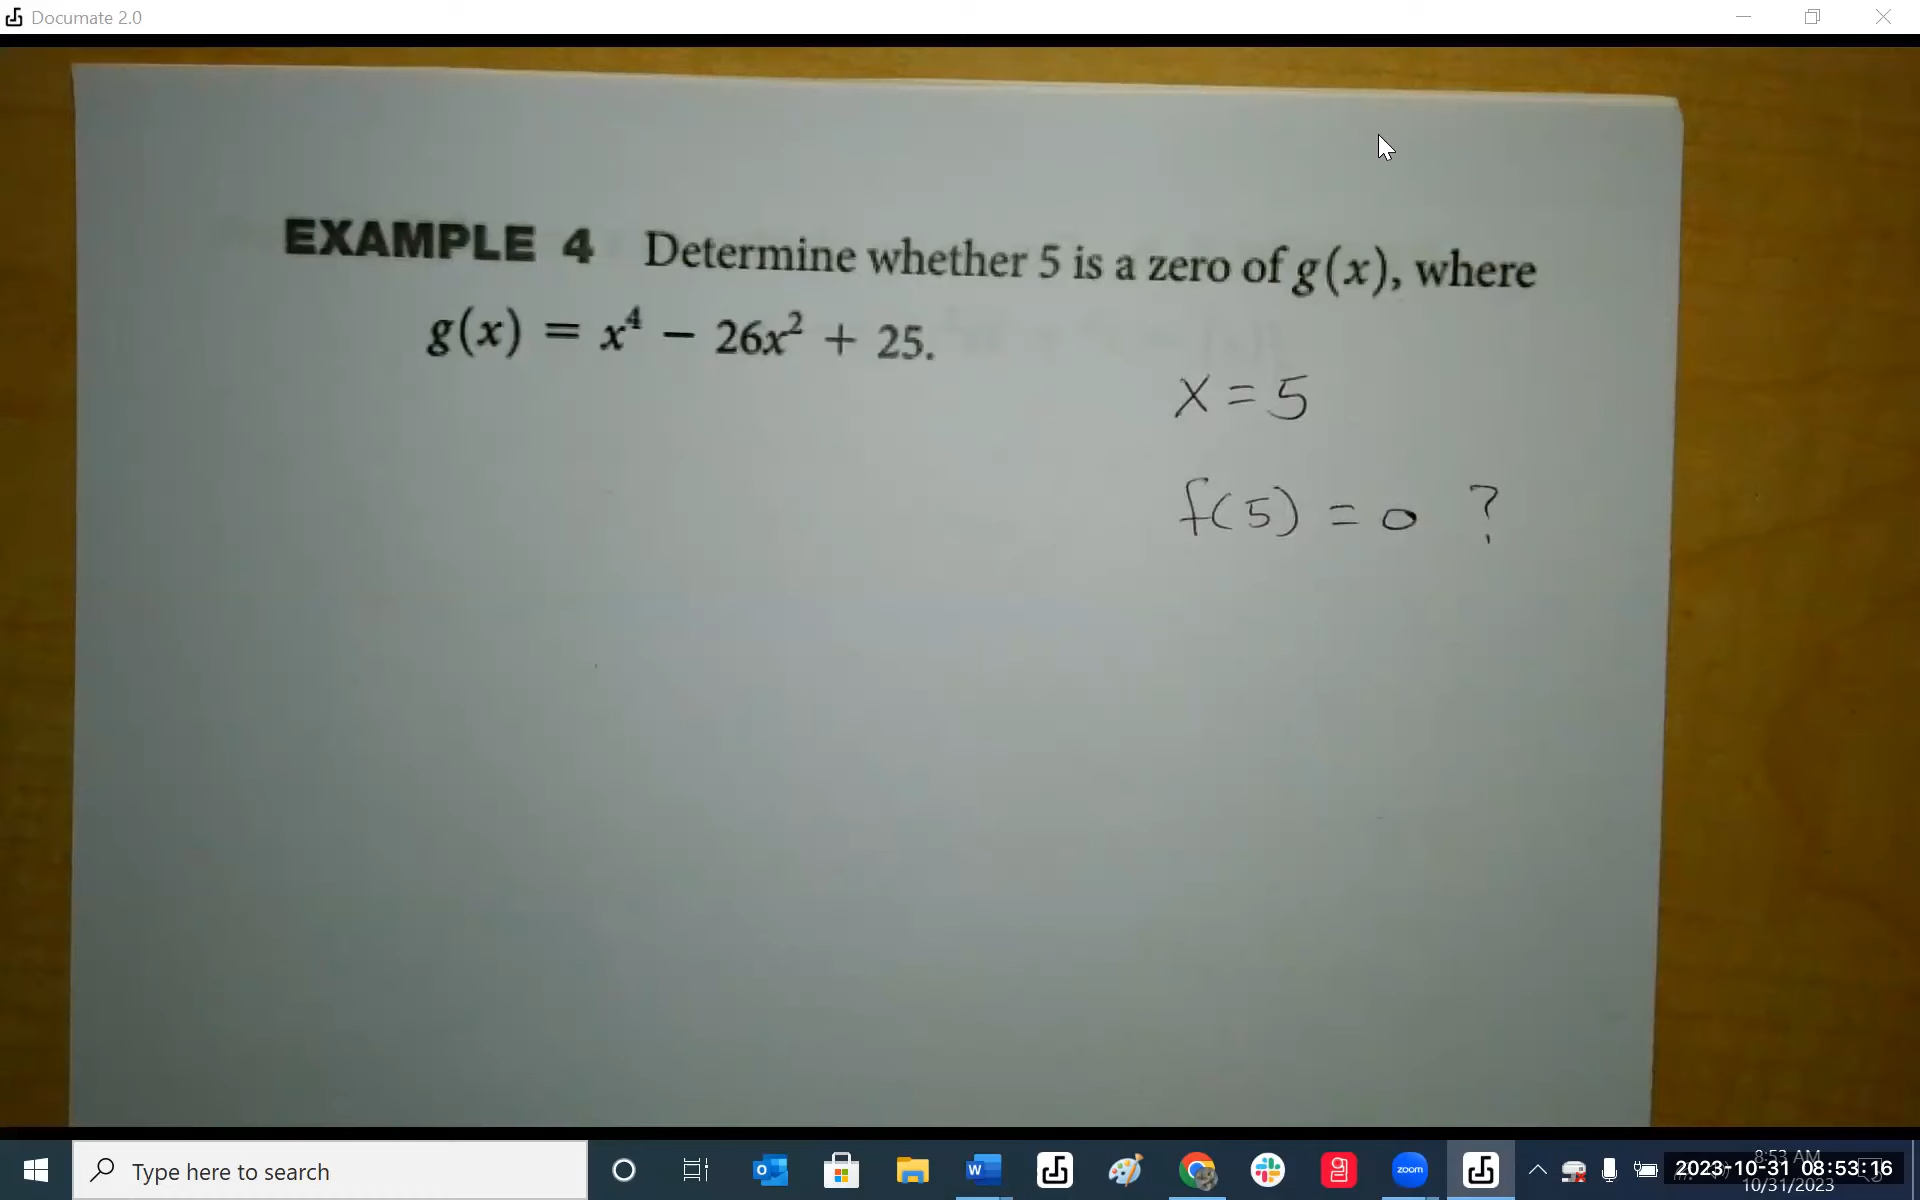 Documate 2.0
EXAMPLE 4 Determine whether 5 is a zero of g(x), where
g(x) = x⁴ − 26x² + 25.
x = 5
f(5) = 0 ?
Type here to search
zoom
8:53 AM
2023-10-31 08:53:16
10/31/2023